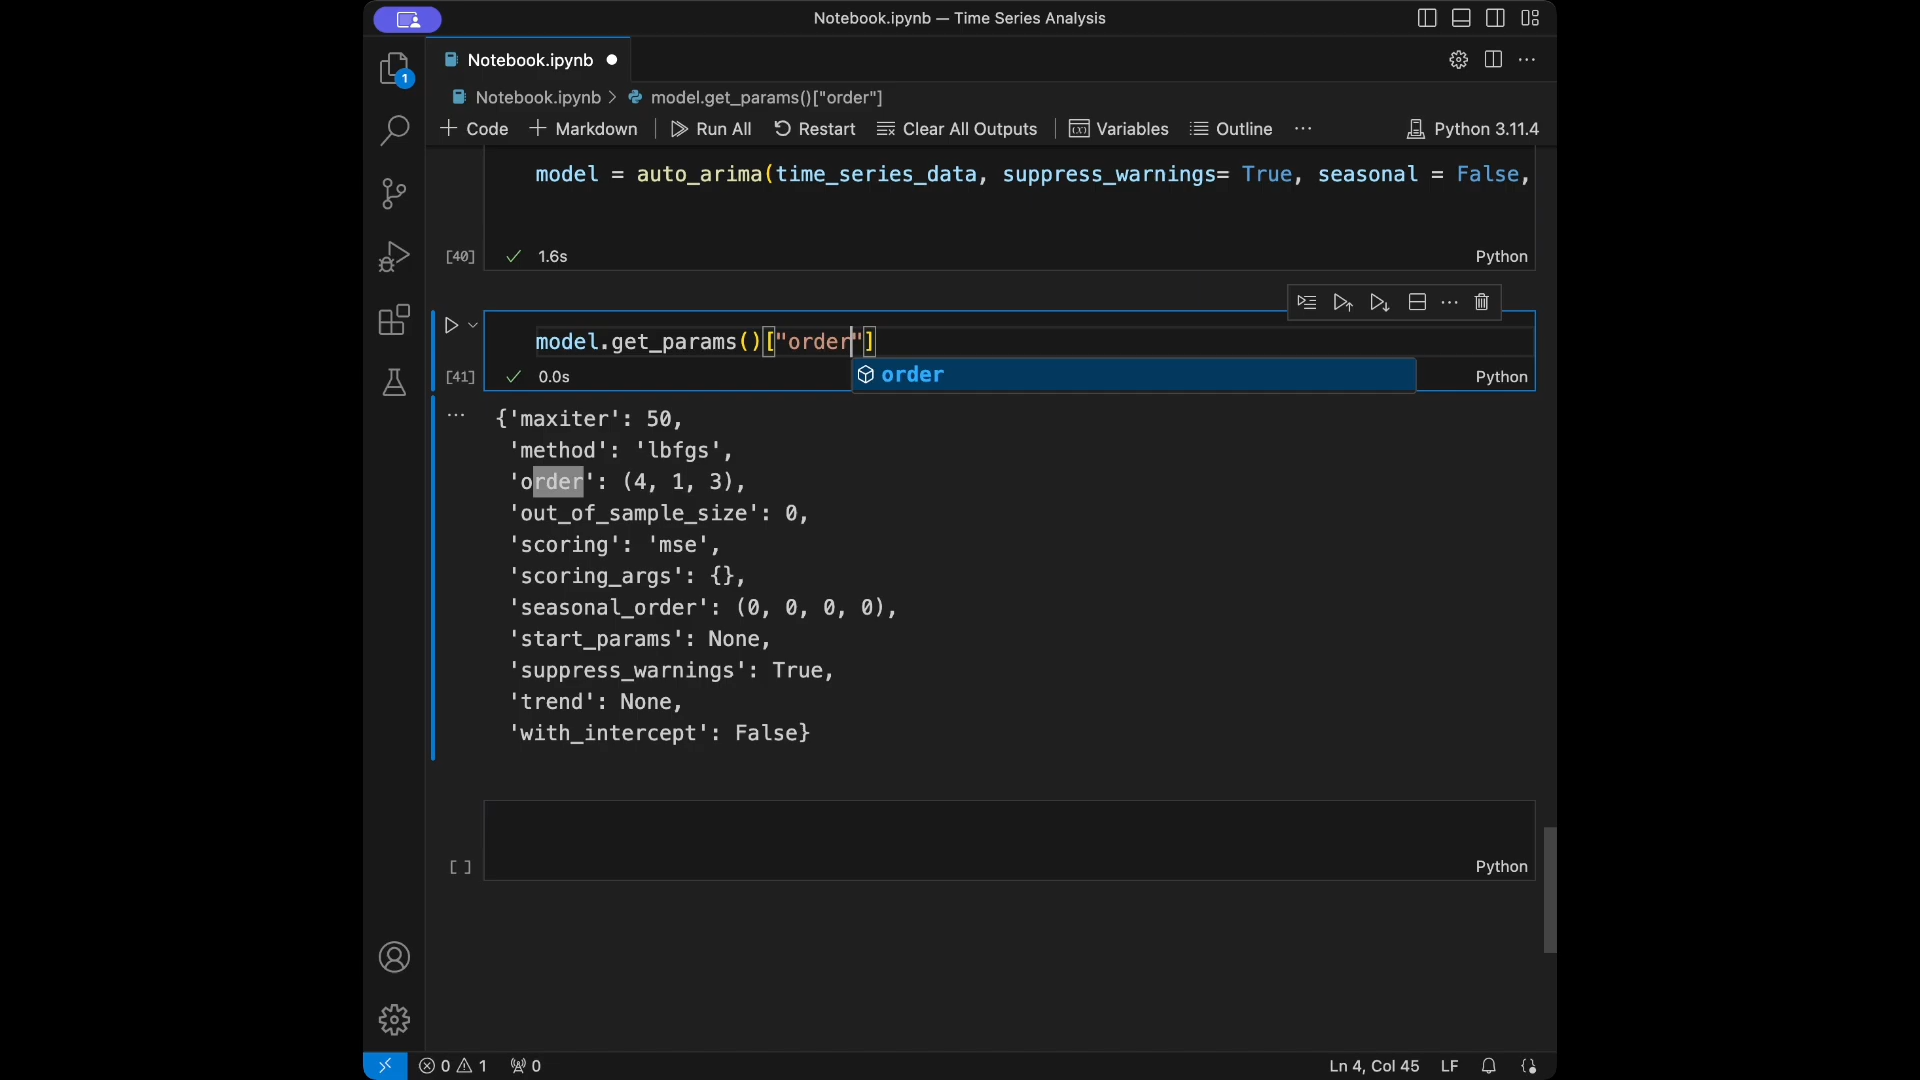 Notebook.ipynb — Time Series Analysis
1
Notebook.ipynb
Notebook.ipynb > model.get_params()["order"]
+ Code + Markdown Run All Restart Clear All Outputs Variables Outline ··· Python 3.11.4
model = auto_arima(time_series_data, suppress_warnings= True, seasonal = False,
[40] ✓ 1.6s Python
model.get_params()["order"]
[41] ✓ 0.0s order Python
{'maxiter': 50,
'method': 'lbfgs',
'order': (4, 1, 3),
'out_of_sample_size': 0,
'scoring': 'mse',
'scoring_args': {},
'seasonal_order': (0, 0, 0, 0),
'start_params': None,
'suppress_warnings': True,
'trend': None,
'with_intercept': False}
[ ] Python
0 1 0 Ln 4, Col 45 LF